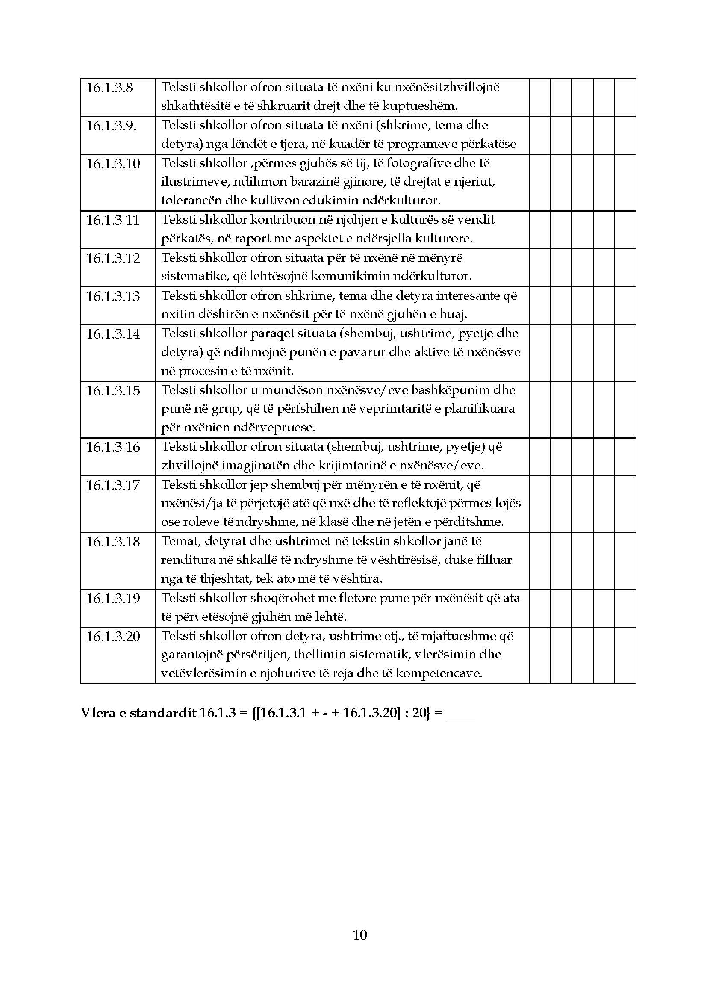 16.1.3.8 Teksti shkollor ofron situata të nxëni ku nxënësitzhvillojnë
shkathtësitë e të shkruarit drejt dhe të kuptueshëm.
16.1.3.9. Teksti shkollor ofron situata të nxëni (shkrime, tema dhe
detyra) nga lëndët e tjera, në kuadër të programeve përkatëse.
16.1.3.10 Teksti shkollor ,përmes gjuhës së tij, të fotografive dhe të
ilustrimeve, ndihmon barazinë gjinore, të drejtat e njeriut,
tolerancën dhe kultivon edukimin ndërkulturor.
16.1.3.11 Teksti shkollor kontribuon në njohjen e kulturës së vendit
përkatës, në raport me aspektet e ndërsjella kulturore.
16.1.3.12 Teksti shkollor ofron situata për të nxënë në mënyrë
sistematike, që lehtësojnë komunikimin ndërkulturor.
16.1.3.13 Teksti shkollor ofron shkrime, tema dhe detyra interesante që
nxitin dëshirën e nxënësit për të nxënë gjuhën e huaj.
16.1.3.14 Teksti shkollor paraqet situata (shembuj, ushtrime, pyetje dhe
detyra) që ndihmojnë punën e pavarur dhe aktive të nxënësve
në procesin e të nxënit.
16.1.3.15 Teksti shkollor u mundëson nxënësve/eve bashkëpunim dhe
punë në grup, që të përfshihen në veprimtaritë e planifikuara
për nxënien ndërvepruese.
16.1.3.16 Teksti shkollor ofron situata (shembuj, ushtrime, pyetje) që
zhvillojnë imagjinatën dhe krijimtarinë e nxënësve/eve.
16.1.3.17 Teksti shkollor jep shembuj për mënyrën e të nxënit, që
nxënësi/ja të përjetojë atë që nxë dhe të reflektojë përmes lojës
ose roleve të ndryshme, në klasë dhe në jetën e përditshme.
16.1.3.18 Temat, detyrat dhe ushtrimet në tekstin shkollor janë të
renditura në shkallë të ndryshme të vështirësisë, duke filluar
nga të thjeshtat, tek ato më të vështira.
16.1.3.19 Teksti shkollor shoqërohet me fletore pune për nxënësit që ata
të përvetësojnë gjuhën më lehtë.
16.1.3.20 Teksti shkollor ofron detyra, ushtrime etj., të mjaftueshme që
garantojnë përsëritjen, thellimin sistematik, vlerësimin dhe
vetëvlerësimin e njohurive të reja dhe të kompetencave.
Vlera e standardit 16.1.3 = {[16.1.3.1 + - + 16.1.3.20] : 20} = ____
10